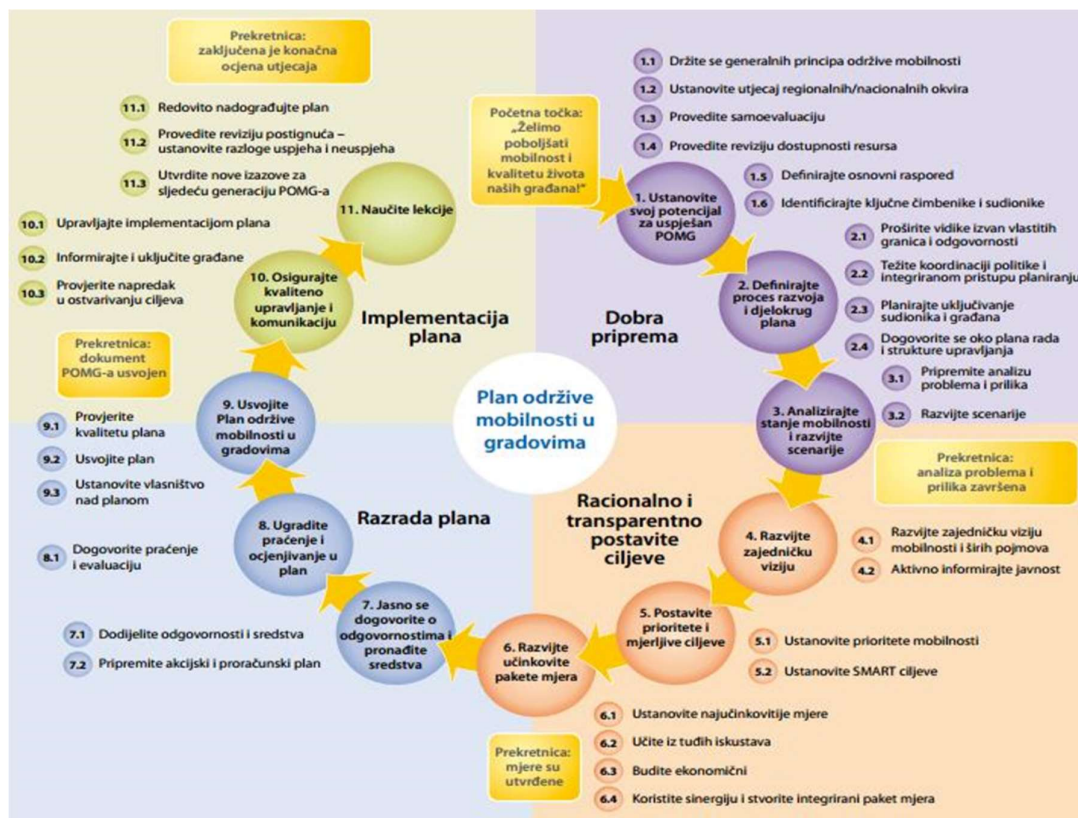 Početna točka:
„Želimo
poboljšati
mobilnost i
kvalitetu života
naših građana!“
1.1 Držite se generalnih principa održive mobilnosti
1.2 Ustanovite utjecaj regionalnih/nacionalnih okvira
1.3 Provedite samoevaluaciju
1.4 Provedite reviziju dostupnosti resursa
1.5 Definirajte osnovni raspored
1.6 Identificirajte ključne čimbenike i sudionike
1. Ustanovite
svoj potencijal
za uspješan
POMG
2.1 Proširite vidike izvan vlastitih
granica i odgovornosti
2.2 Težite koordinaciji politike i
integriranom pristupu planiranju
2.3 Planirajte uključivanje
sudionika i građana
2.4 Dogovorite se oko plana rada
i strukture upravljanja
2. Definirajte
proces razvoja
i djelokrug
plana
Dobra
priprema
3.1 Pripremite analizu
problema i prilika
3.2 Razvijte scenarije
3. Analizirajte
stanje mobilnosti
i razvijte
scenarije
Prekretnica:
analiza problema i
prilika završena
Racionalno i
transparentno
postavite
ciljeve
4. Razvijte
zajedničku
viziju
4.1 Razvijte zajedničku viziju
mobilnosti i širih pojmova
4.2 Aktivno informirajte javnost
5. Postavite
prioritete i
mjerljive ciljeve
5.1 Ustanovite prioritete mobilnosti
5.2 Ustanovite SMART ciljeve
6. Razvijte
učinkovite
pakete mjera
6.1 Ustanovite najučinkovitije mjere
6.2 Učite iz tuđih iskustava
6.3 Budite ekonomični
6.4 Koristite sinergiju i stvorite integrirani paket mjera
Prekretnica:
mjere su
utvrđene
Razrada plana
7. Jasno se
dogovorite o
odgovornostima i
pronađite
sredstva
7.1 Dodijelite odgovornosti i sredstva
7.2 Pripremite akcijski i proračunski plan
8. Ugradite
praćenje i
ocjenjivanje u
plan
8.1 Dogovorite praćenje
i evaluaciju
9. Usvojite
Plan održive
mobilnosti u
gradovima
9.1 Provjerite
kvalitetu plana
9.2 Usvojite plan
9.3 Ustanovite vlasništvo
nad planom
Prekretnica:
dokument
POMG-a usvojen
Implementacija
plana
10. Osigurajte
kvaliteno
upravljanje i
komunikaciju
10.1 Upravljajte implementacijom plana
10.2 Informirajte i uključite građane
10.3 Provjerite napredak
u ostvarivanju ciljeva
11. Naučite lekcije
11.1 Redovito nadograđujte plan
11.2 Provedite reviziju postignuća –
ustanovite razloge uspjeha i neuspjeha
11.3 Utvrdite nove izazove za
sljedeću generaciju POMG-a
Prekretnica:
zaključena je konačna
ocjena utjecaja
Plan održive
mobilnosti u
gradovima